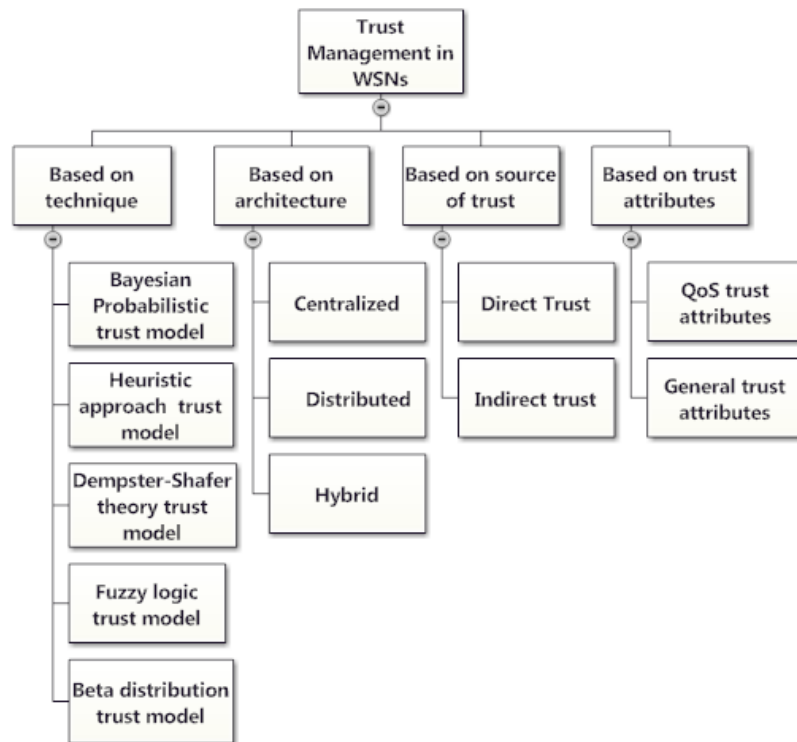 Trust
Management in
WSNs
Based on
technique
Based on
architecture
Based on source
of trust
Based on trust
attributes
Bayesian
Probabilistic
trust model
Heuristic
approach trust
model
Dempster-Shafer
theory trust
model
Fuzzy logic
trust model
Beta distribution
trust model
Centralized
Distributed
Hybrid
Direct Trust
Indirect trust
QoS trust
attributes
General trust
attributes